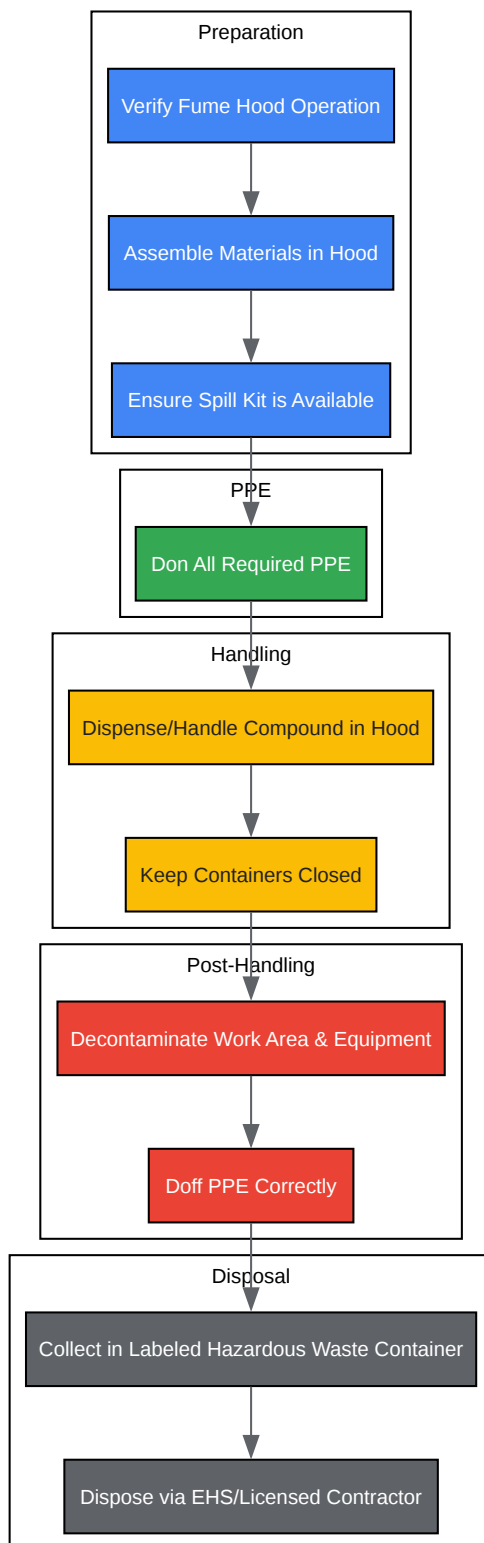 Preparation
Verify Fume Hood Operation
Assemble Materials in Hood
Ensure Spill Kit is Available
PPE
Don All Required PPE
Handling
Dispense/Handle Compound in Hood
Keep Containers Closed
Post-Handling
Decontaminate Work Area & Equipment
Doff PPE Correctly
Disposal
Collect in Labeled Hazardous Waste Container
Dispose via EHS/Licensed Contractor